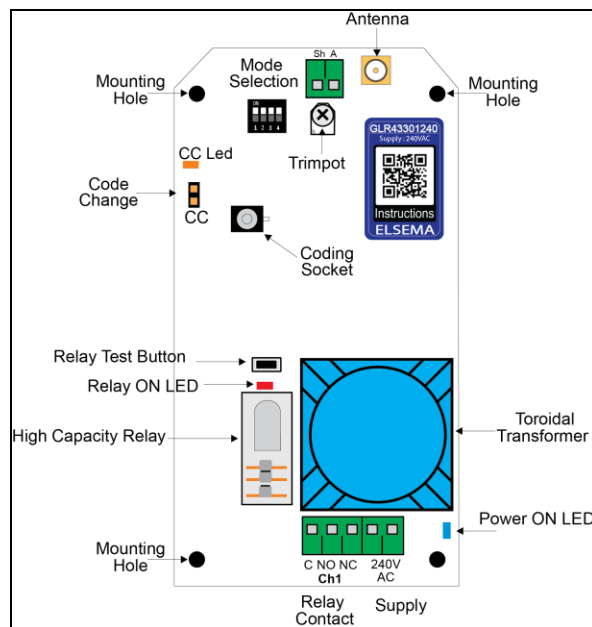 Antenna
Sh A
Mode
Selection
Mounting
Hole
Mounting
Hole
ON
1 2 3 4
Trimpot
GLR43301240
Supply : 240VAC
Instructions
ELSEMA
CC Led
Code
Change
CC
Coding
Socket
Relay Test Button
Relay ON LED
High Capacity Relay
Toroidal
Transformer
Power ON LED
Mounting
Hole
C NO NC
Ch1
240V
AC
Relay
Contact
Supply